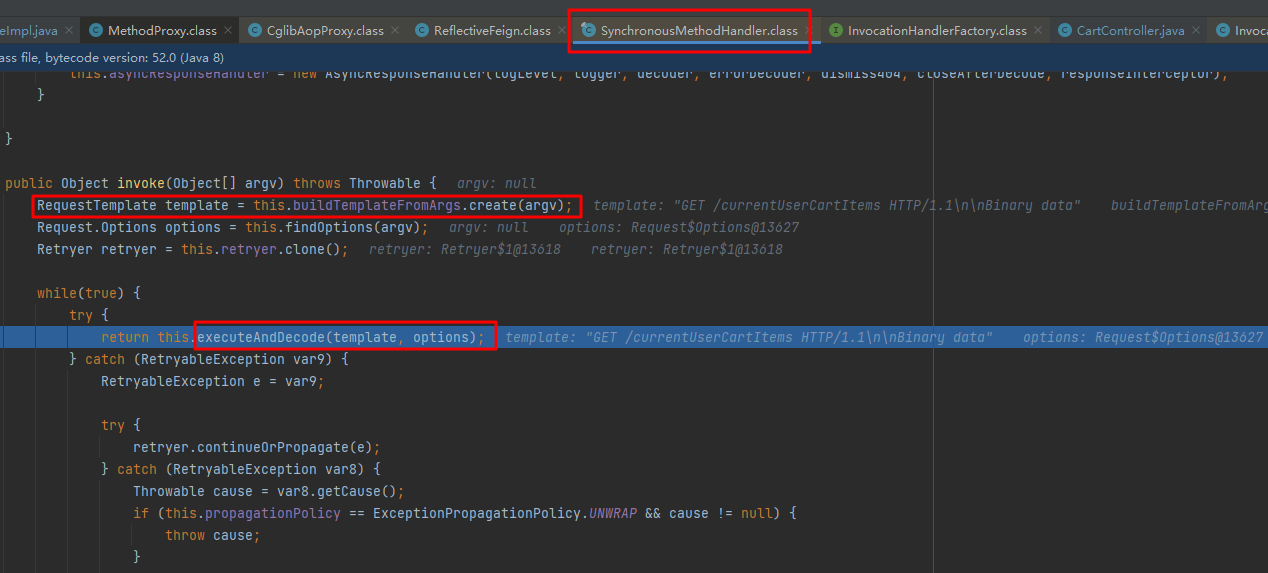 eImpl.java × MethodProxy.class × CglibAopProxy.class × ReflectiveFeign.class × SynchronousMethodHandler.class × InvocationHandlerFactory.class × CartController.java × Invoca
ass file, bytecode version: 52.0 (Java 8)
this.asyncResponseHandler = new AsyncResponseHandler(logLevel, logger, decoder, errorDecoder, dismiss404, closeAfterDecode, responseInterceptor);
}
}
public Object invoke(Object[] argv) throws Throwable { argv: null
RequestTemplate template = this.buildTemplateFromArgs.create(argv); template: "GET /currentUserCartItems HTTP/1.1\n\nBinary data" buildTemplateFromArg
Request.Options options = this.findOptions(argv); argv: null options: Request$Options@13627
Retryer retryer = this.retryer.clone(); retryer: Retryer$1@13618 retryer: Retryer$1@13618
while(true) {
try {
return this.executeAndDecode(template, options); template: "GET /currentUserCartItems HTTP/1.1\n\nBinary data" options: Request$Options@13627
} catch (RetryableException var9) {
RetryableException e = var9;
try {
retryer.continueOrPropagate(e);
} catch (RetryableException var8) {
Throwable cause = var8.getCause();
if (this.propagationPolicy == ExceptionPropagationPolicy.UNWRAP && cause != null) {
throw cause;
}